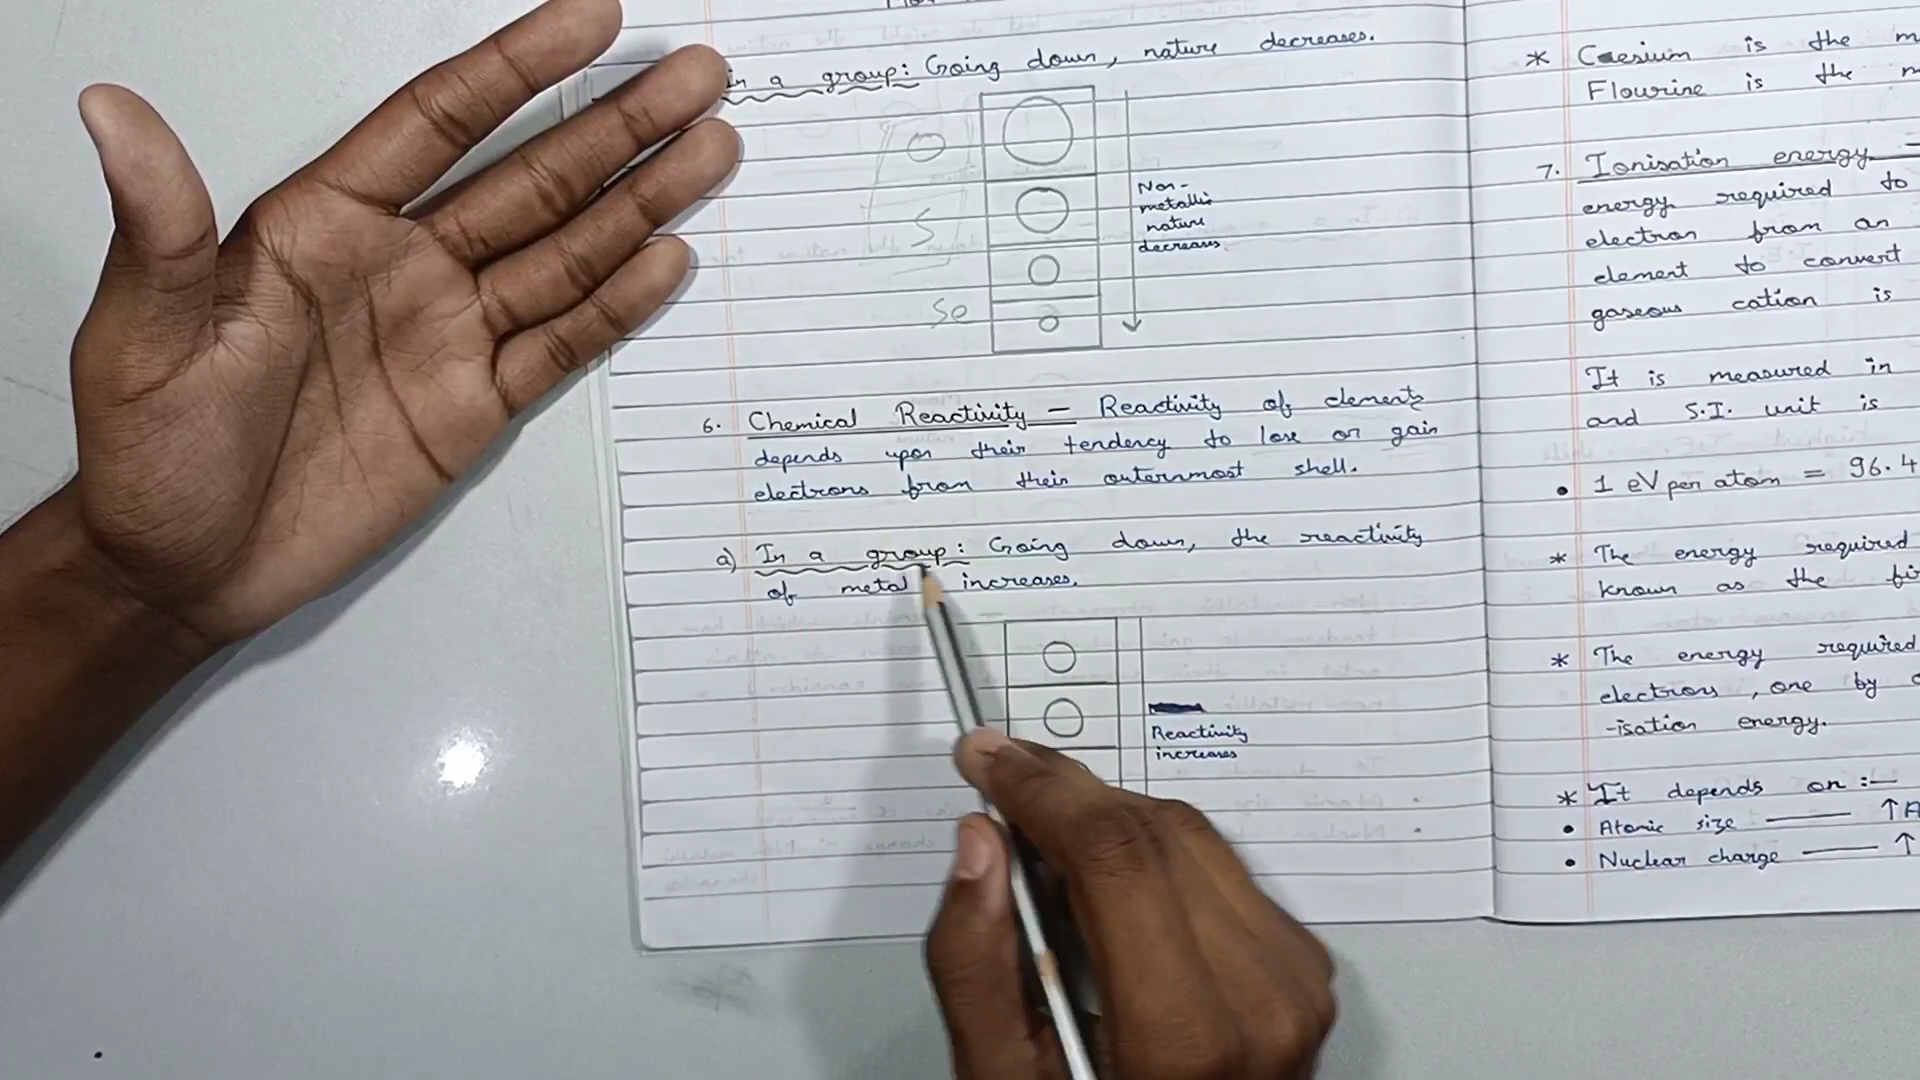 in a group: Going down, nature decreases.
Non-
metallic
nature
decreases.
S
Se
6. Chemical Reactivity — Reactivity of elements
depends upon their tendency to lose or gain
electrons from their outernmost shell.
a) In a group: Going down, the reactivity
of metal increases.
Reactivity
increases
* Caesium is the
Flourine is the
7. Ionisation energy —
energy required to
electron from an
element to convert
gaseous cation is
It is measured in
and S.I. unit is
• 1 eV per atom = 96.4
* The energy required
known as the
* The energy required
electrons, one by
-isation energy.
* It depends on :—
• Atomic size —— ↑A
• Nuclear charge —— ↑